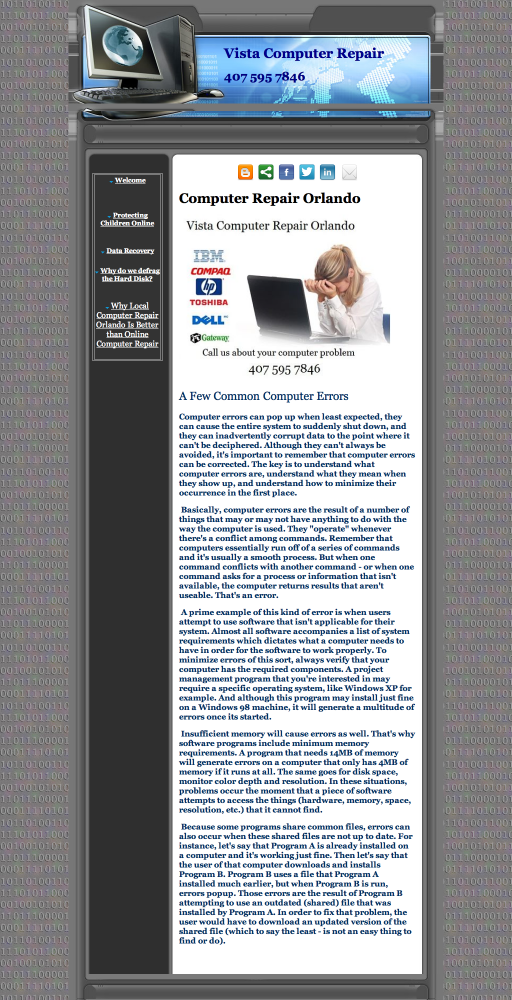 Vista Computer Repair
407 595 7846
Welcome
Protecting
Children Online
Data Recovery
Why do we defrag
the Hard Disk?
Why Local
Computer Repair
Orlando Is Better
than Online
Computer Repair
Computer Repair Orlando
Vista Computer Repair Orlando
IBM
COMPAQ
hp
TOSHIBA
DELL
Gateway
Call us about your computer problem
407 595 7846
A Few Common Computer Errors
Computer errors can pop up when least expected, they
can cause the entire system to suddenly shut down, and
they can inadvertently corrupt data to the point where it
can't be deciphered. Although they can't always be
avoided, it's important to remember that computer errors
can be corrected. The key is to understand what
computer errors are, understand what they mean when
they show up, and understand how to minimize their
occurrence in the first place.
Basically, computer errors are the result of a number of
things that may or may not have anything to do with the
way the computer is used. They "operate" whenever
there's a conflict among commands. Remember that
computers essentially run off of a series of commands
and it's usually a smooth process. But when one
command conflicts with another command - or when one
command asks for a process or information that isn't
available, the computer returns results that aren't
useable. That's an error.
A prime example of this kind of error is when users
attempt to use software that isn't applicable for their
system. Almost all software accompanies a list of system
requirements which dictates what a computer needs to
have in order for the software to work properly. To
minimize errors of this sort, always verify that your
computer has the required components. A project
management program that you're interested in may
require a specific operating system, like Windows XP for
example. And although this program may install just fine
on a Windows 98 machine, it will generate a multitude of
errors once its started.
Insufficient memory will cause errors as well. That's why
software programs include minimum memory
requirements. A program that needs 14MB of memory
will generate errors on a computer that only has 4MB of
memory if it runs at all. The same goes for disk space,
monitor color depth and resolution. In these situations,
problems occur the moment that a piece of software
attempts to access the things (hardware, memory, space,
resolution, etc.) that it cannot find.
Because some programs share common files, errors can
also occur when these shared files are not up to date. For
instance, let's say that Program A is already installed on
a computer and it's working just fine. Then let's say that
the user of that computer downloads and installs
Program B. Program B uses a file that Program A
installed much earlier, but when Program B is run,
errors popup. Those errors are the result of Program B
attempting to use an outdated (shared) file that was
installed by Program A. In order to fix that problem, the
user would have to download an updated version of the
shared file (which to say the least - is not an easy thing to
find or do).